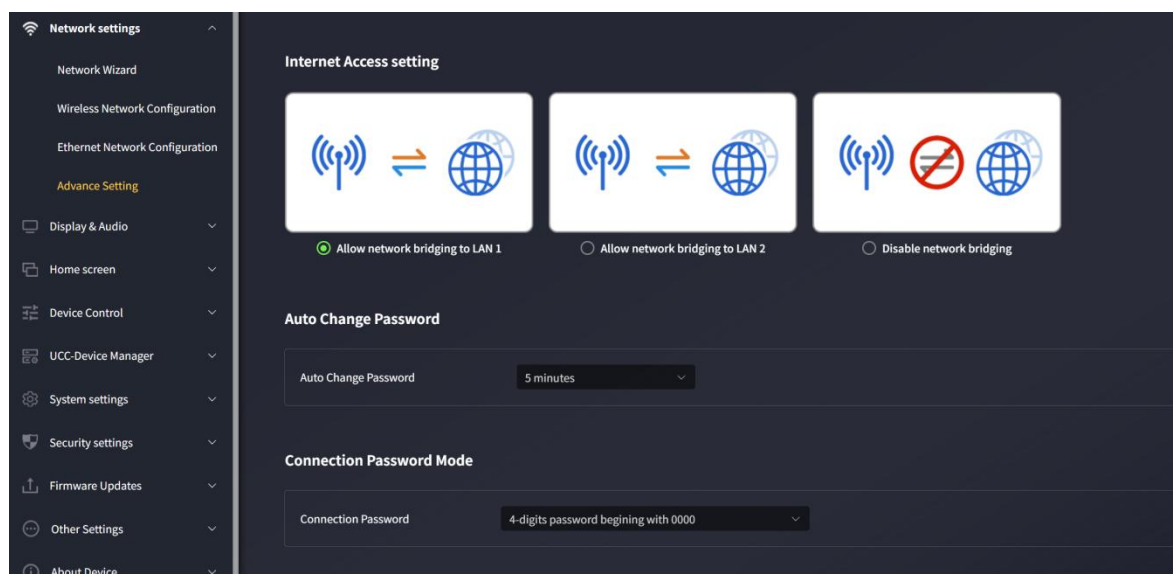 Network settings
Network Wizard
Wireless Network Configuration
Ethernet Network Configuration
Advance Setting
Display & Audio
Home screen
Device Control
UCC-Device Manager
System settings
Security settings
Firmware Updates
Other Settings
About Device
Internet Access setting
Allow network bridging to LAN 1
Allow network bridging to LAN 2
Disable network bridging
Auto Change Password
Auto Change Password
5 minutes
Connection Password Mode
Connection Password
4-digits password begining with 0000